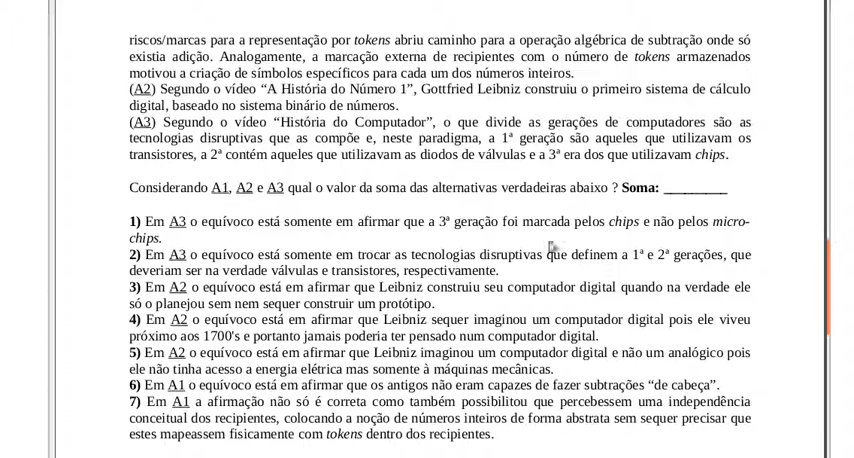 riscos/marcas para a representação por tokens abriu caminho para a operação algébrica de subtração onde só
existia adição. Analogamente, a marcação externa de recipientes com o número de tokens armazenados
motivou a criação de símbolos específicos para cada um dos números inteiros.
(A2) Segundo o vídeo “A História do Número 1”, Gottfried Leibniz construiu o primeiro sistema de cálculo
digital, baseado no sistema binário de números.
(A3) Segundo o vídeo “História do Computador”, o que divide as gerações de computadores são as
tecnologias disruptivas que as compõe e, neste paradigma, a 1ª geração são aqueles que utilizavam os
transistores, a 2ª contém aqueles que utilizavam as diodos de válvulas e a 3ª era dos que utilizavam chips.
Considerando A1, A2 e A3 qual o valor da soma das alternativas verdadeiras abaixo ? Soma: _________
1) Em A3 o equívoco está somente em afirmar que a 3ª geração foi marcada pelos chips e não pelos micro-
chips.
2) Em A3 o equívoco está somente em trocar as tecnologias disruptivas que definem a 1ª e 2ª gerações, que
deveriam ser na verdade válvulas e transistores, respectivamente.
3) Em A2 o equívoco está em afirmar que Leibniz construiu seu computador digital quando na verdade ele
só o planejou sem nem sequer construir um protótipo.
4) Em A2 o equívoco está em afirmar que Leibniz sequer imaginou um computador digital pois ele viveu
próximo aos 1700's e portanto jamais poderia ter pensado num computador digital.
5) Em A2 o equívoco está em afirmar que Leibniz imaginou um computador digital e não um analógico pois
ele não tinha acesso a energia elétrica mas somente à máquinas mecânicas.
6) Em A1 o equívoco está em afirmar que os antigos não eram capazes de fazer subtrações “de cabeça”.
7) Em A1 a afirmação não só é correta como também possibilitou que percebessem uma independência
conceitual dos recipientes, colocando a noção de números inteiros de forma abstrata sem sequer precisar que
estes mapeassem fisicamente com tokens dentro dos recipientes.